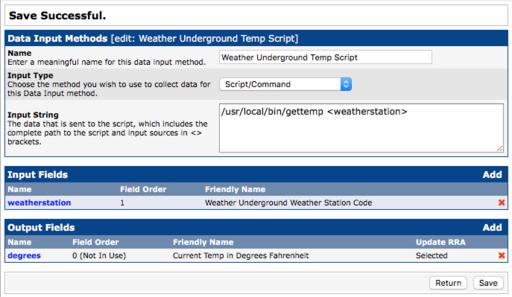 Save Successful.
Data Input Methods [edit: Weather Underground Temp Script]
Name
Enter a meaningful name for this data input method.
Weather Underground Temp Script
Input Type
Choose the method you wish to use to collect data for
this Data Input method.
Script/Command
Input String
The data that is sent to the script, which includes the
complete path to the script and input sources in <>
brackets.
/usr/local/bin/gettemp <weatherstation>
Input Fields Add
Name Field Order Friendly Name
weatherstation 1 Weather Underground Weather Station Code
Output Fields Add
Name Field Order Friendly Name Update RRA
degrees 0 (Not In Use) Current Temp in Degrees Fahrenheit Selected
Return Save